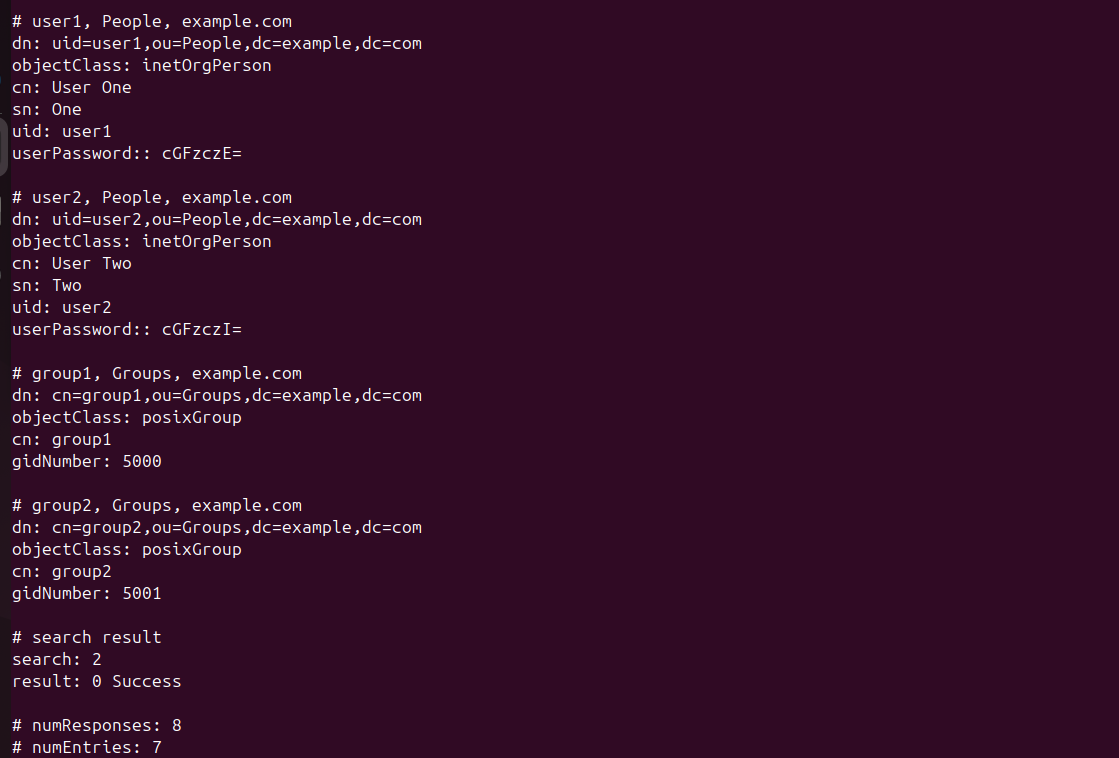 # user1, People, example.com
dn: uid=user1,ou=People,dc=example,dc=com
objectClass: inetOrgPerson
cn: User One
sn: One
uid: user1
userPassword:: cGFzczE=
# user2, People, example.com
dn: uid=user2,ou=People,dc=example,dc=com
objectClass: inetOrgPerson
cn: User Two
sn: Two
uid: user2
userPassword:: cGFzczI=
# group1, Groups, example.com
dn: cn=group1,ou=Groups,dc=example,dc=com
objectClass: posixGroup
cn: group1
gidNumber: 5000
# group2, Groups, example.com
dn: cn=group2,ou=Groups,dc=example,dc=com
objectClass: posixGroup
cn: group2
gidNumber: 5001
# search result
search: 2
result: 0 Success
# numResponses: 8
# numEntries: 7